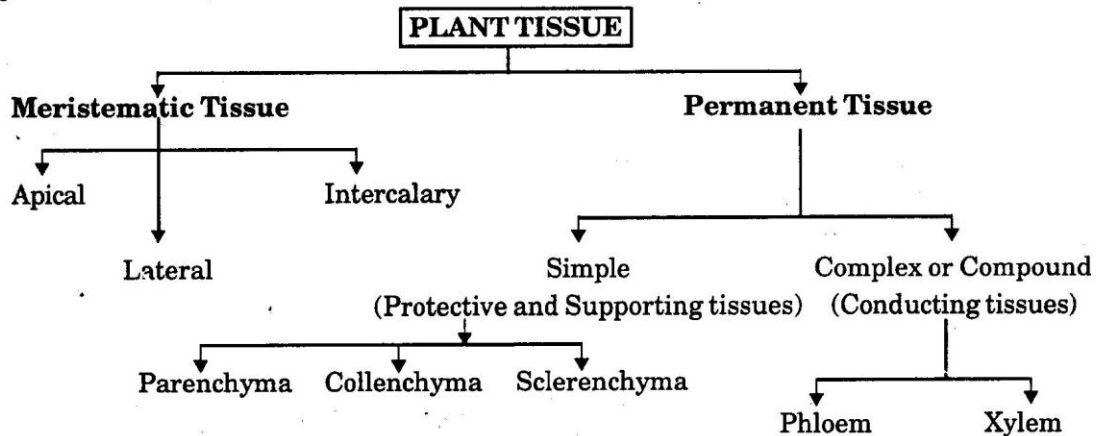 PLANT TISSUE
Meristematic Tissue
Permanent Tissue
Apical
Intercalary
Lateral
Simple
(Protective and Supporting tissues)
Complex or Compound
(Conducting tissues)
Parenchyma
Collenchyma
Sclerenchyma
Phloem
Xylem